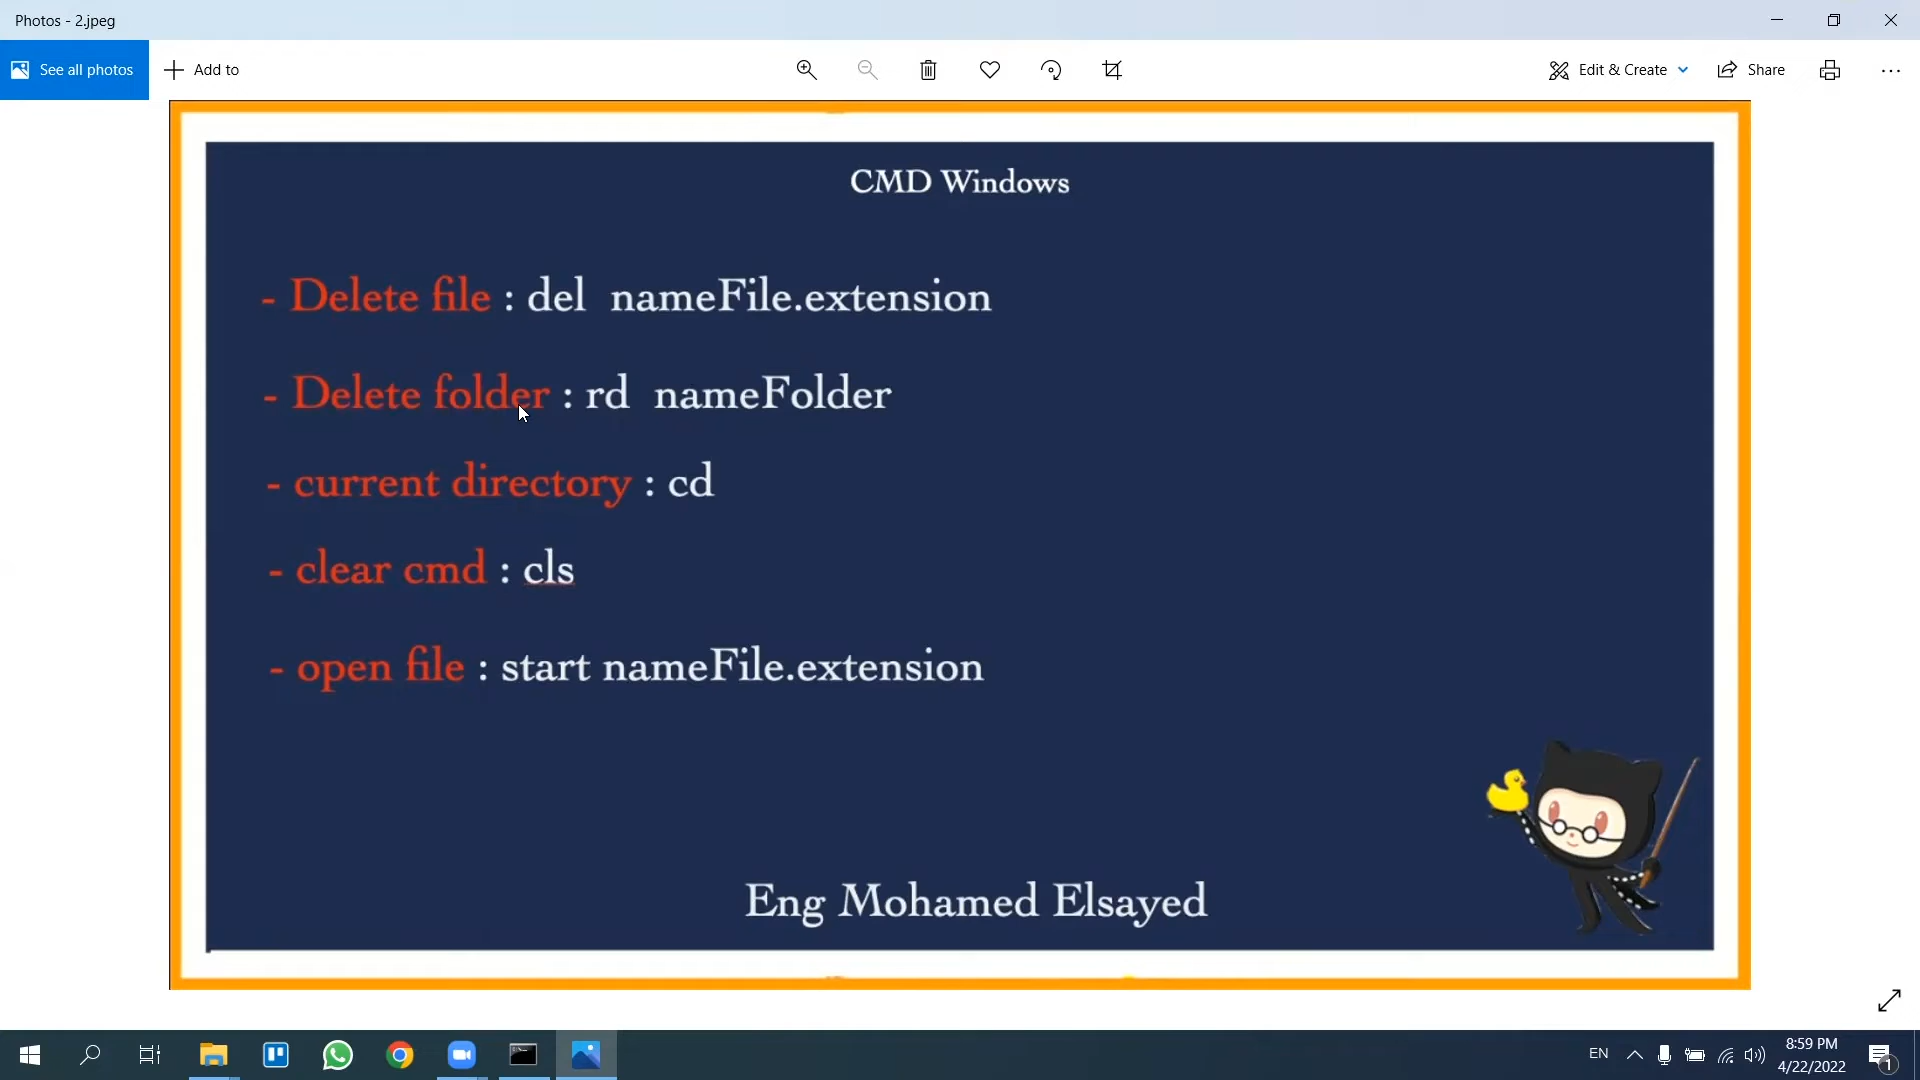 Photos - 2.jpeg
See all photos
Add to
Edit & Create
Share
CMD Windows
- Delete file : del nameFile.extension
- Delete folder : rd nameFolder
- current directory : cd
- clear cmd : cls
- open file : start nameFile.extension
Eng Mohamed Elsayed
EN
8:59 PM
4/22/2022
1